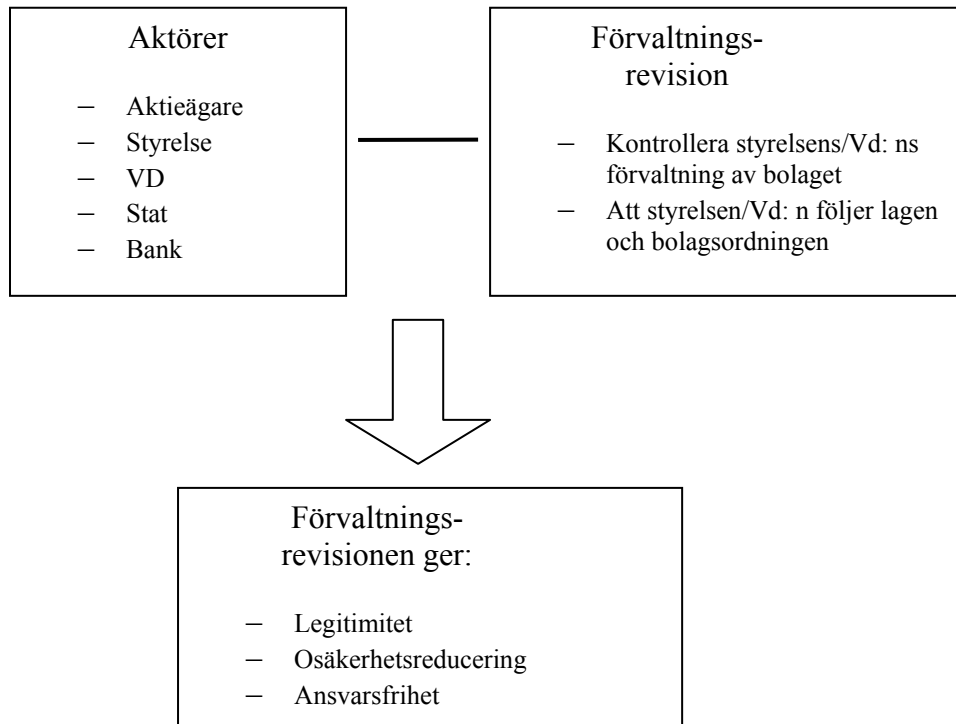 Aktörer
– Aktieägare
– Styrelse
– VD
– Stat
– Bank
Förvaltnings-
revision
– Kontrollera styrelsens/Vd: ns
förvaltning av bolaget
– Att styrelsen/Vd: n följer lagen
och bolagsordningen
Förvaltnings-
revisionen ger:
– Legitimitet
– Osäkerhetsreducering
– Ansvarsfrihet